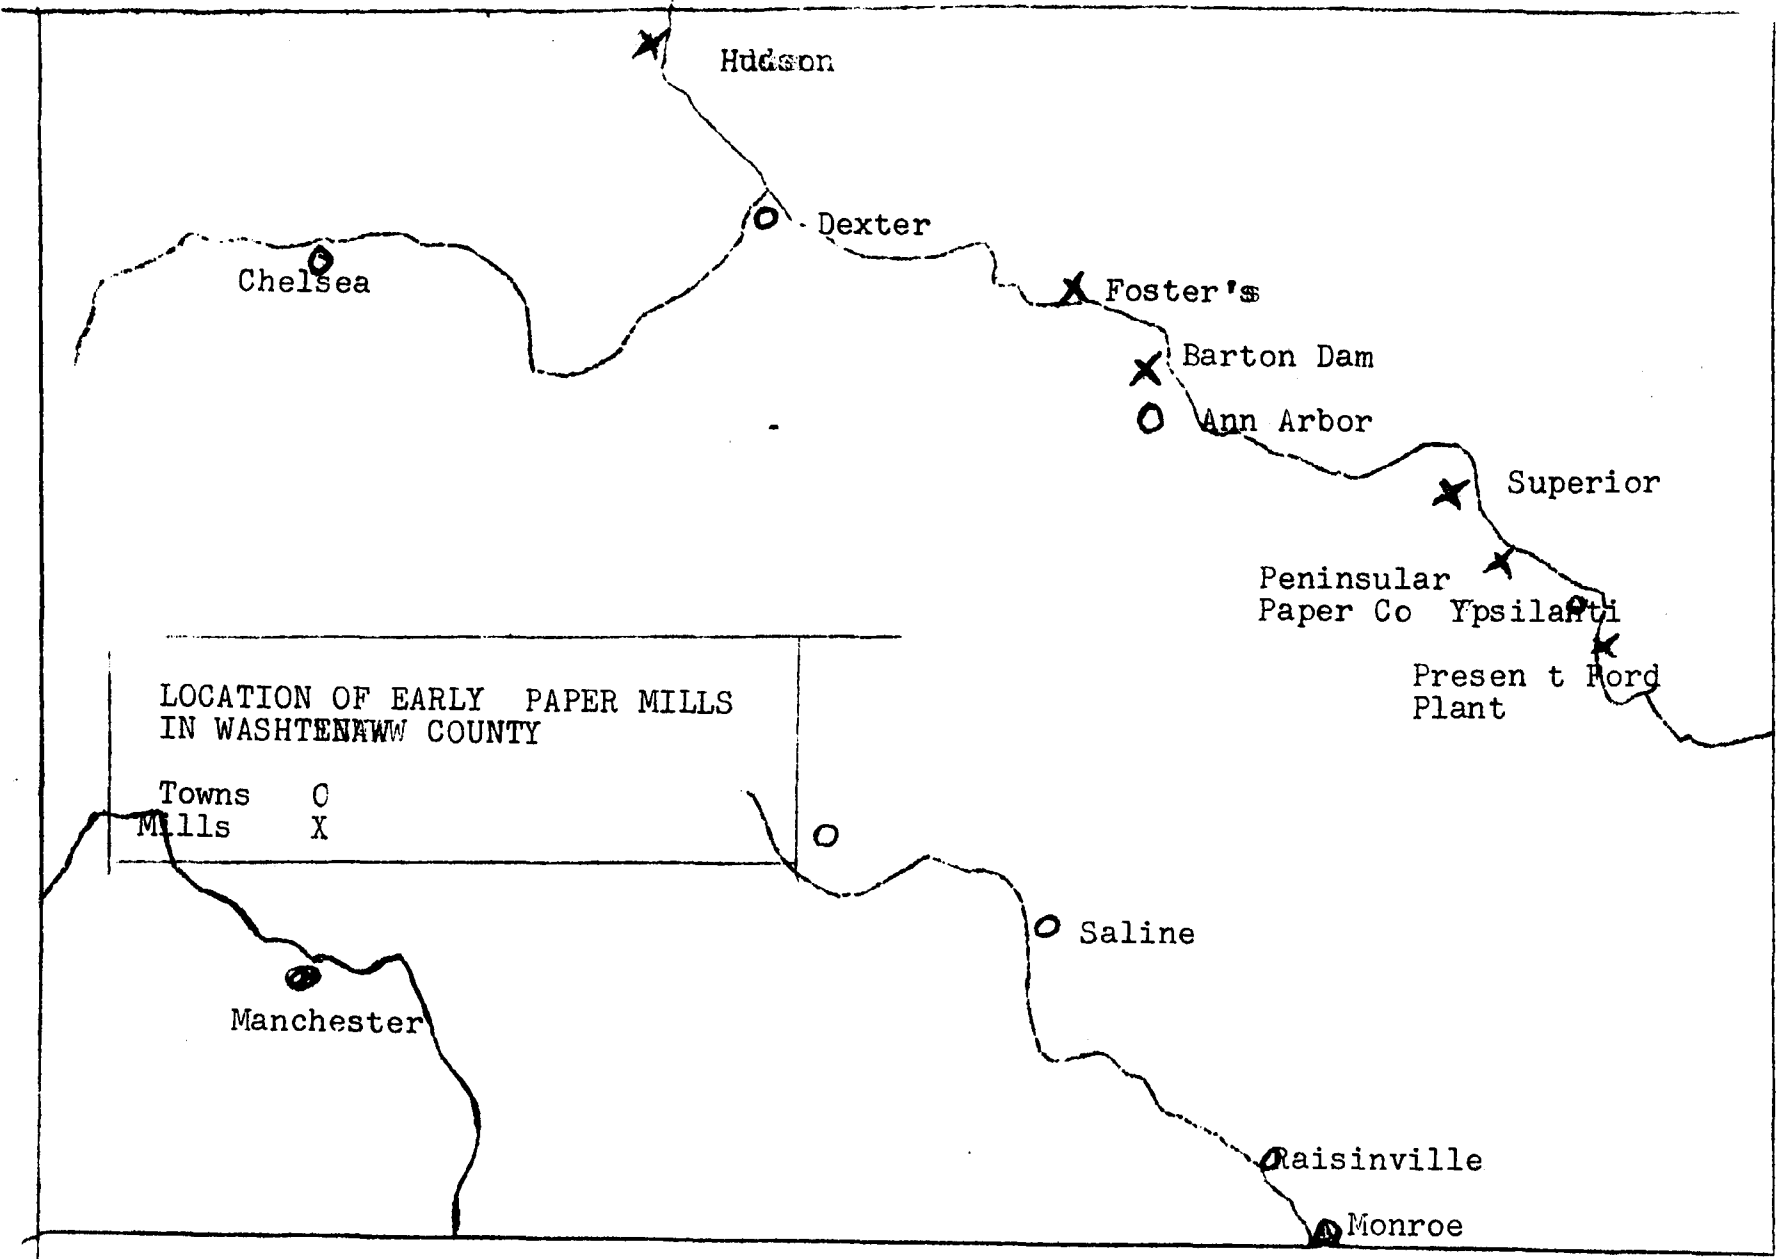 Hudson
Dexter
Chelsea
Foster's
Barton Dam
Ann Arbor
Superior
Peninsular
Paper Co Ypsilanti
Presen t Ford
Plant
LOCATION OF EARLY PAPER MILLS
IN WASHTENAW COUNTY
Towns O
Mills X
Saline
Manchester
Raisinville
Monroe